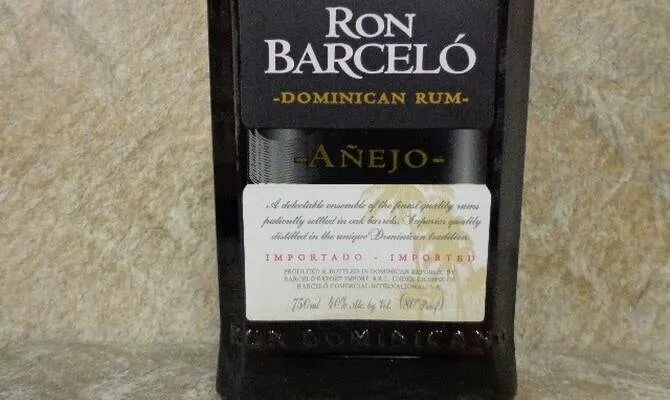 RON
BARCELÓ
-DOMINICAN RUM-
-AÑEJO-
A delectable ensemble of the finest quality rums
patiently settled in oak barrels. Superior quality
distilled in the unique Dominican tradition.
IMPORTADO - IMPORTED
PRODUCED & BOTTLED IN DOMINICAN REPUBLIC, BY
BARCELÓ EXPORT IMPORT, S.R.L. UNDER LICENSE OF
BARCELÓ COMERCIAL INTERNACIONAL
750ml 40% Alc. by Vol. (80° Proof)
RON DOMINICANO